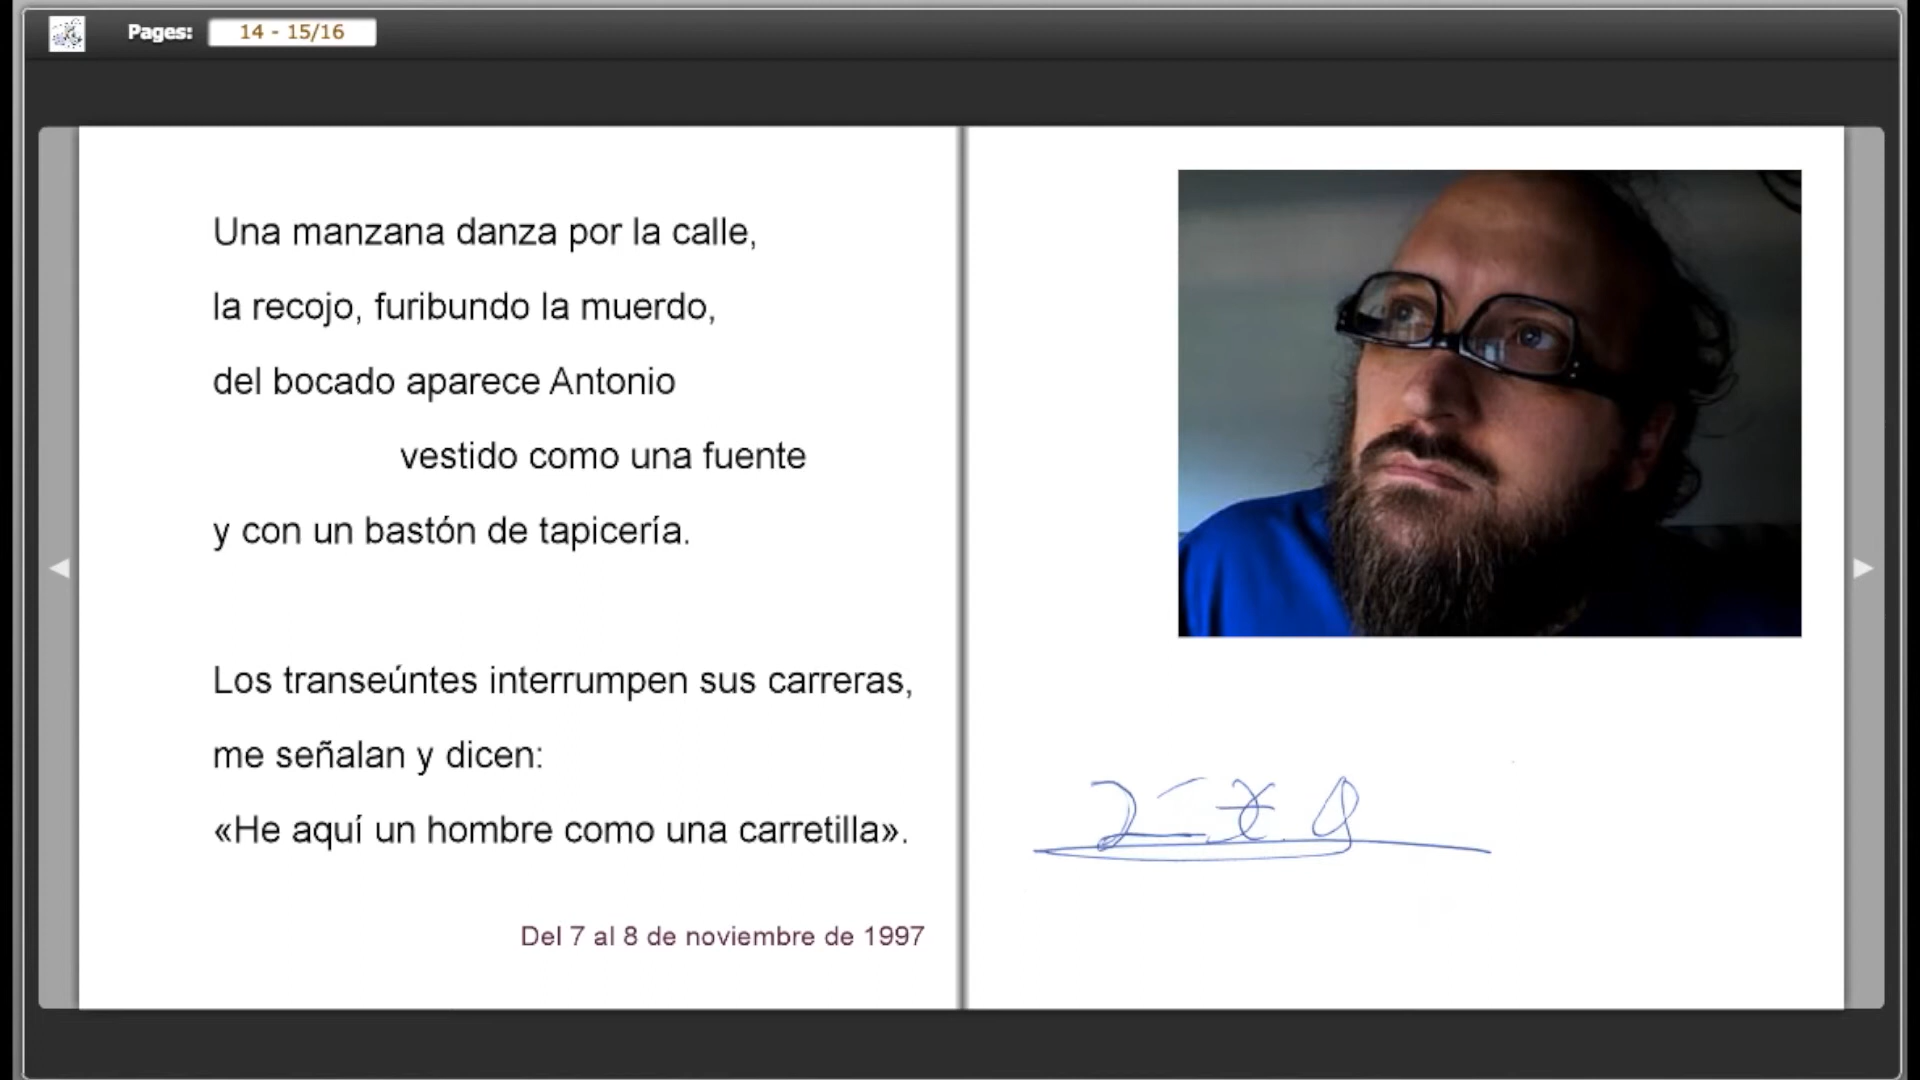 Pages: 14 - 15/16
Una manzana danza por la calle,
la recojo, furibundo la muerdo,
del bocado aparece Antonio
vestido como una fuente
y con un bastón de tapicería.
Los transeúntes interrumpen sus carreras,
me señalan y dicen:
«He aquí un hombre como una carretilla».
Del 7 al 8 de noviembre de 1997